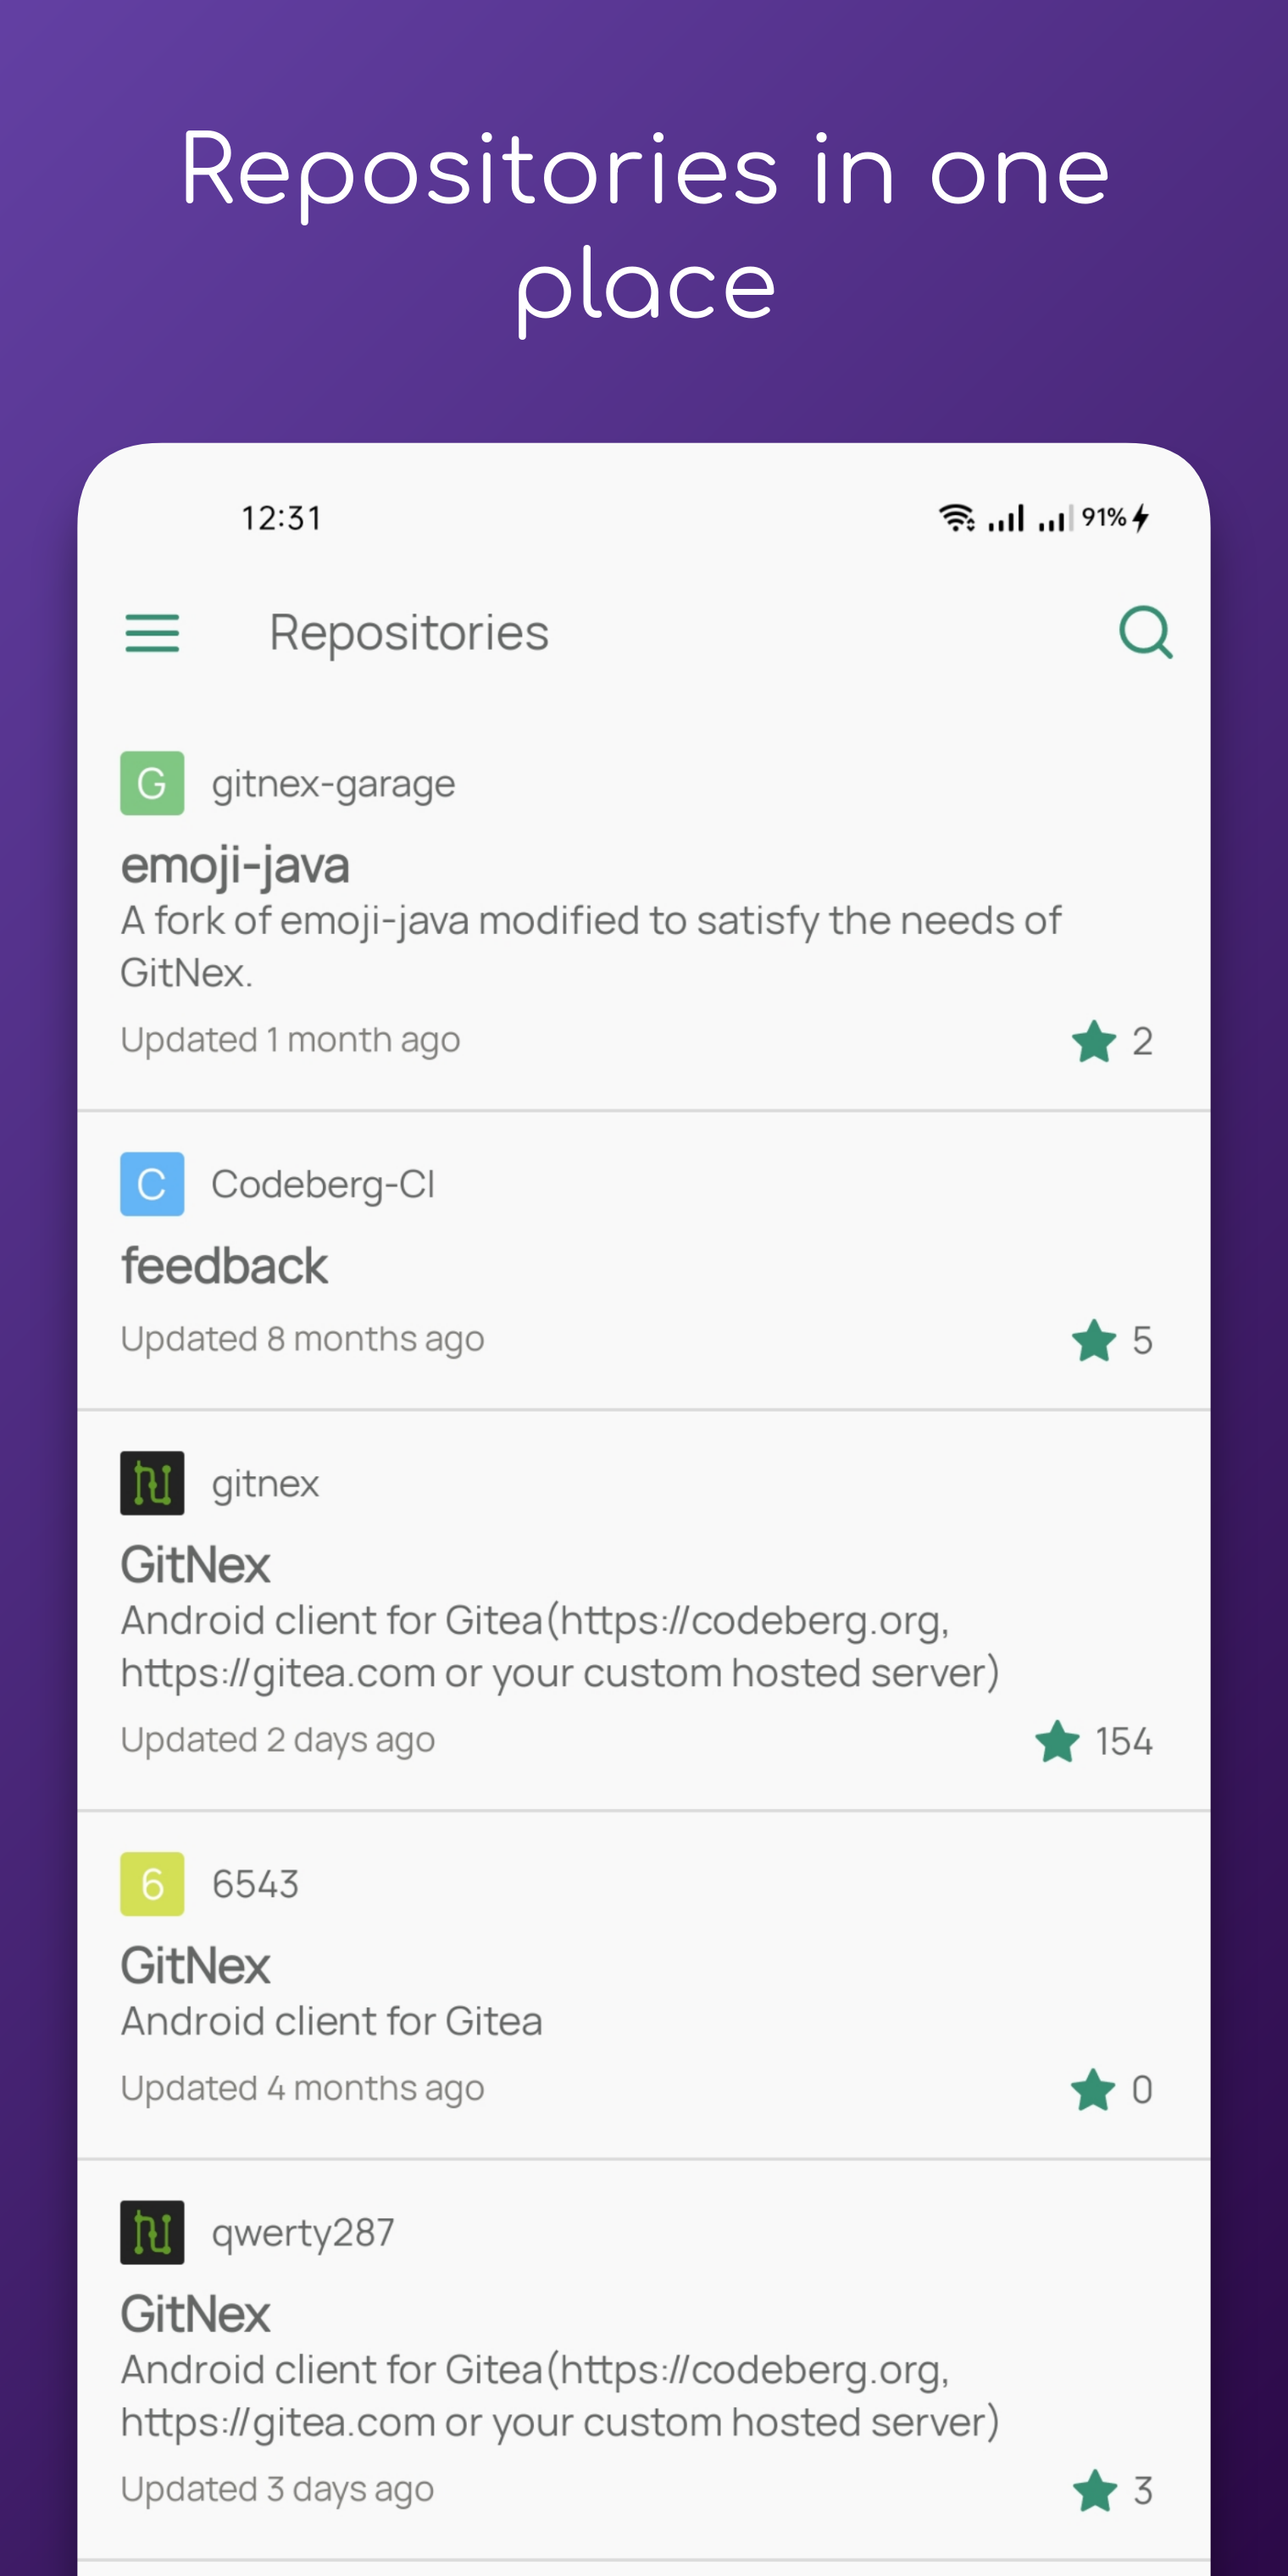 Repositories in one
place
12:31
91%
Repositories
G gitnex-garage
emoji-java
A fork of emoji-java modified to satisfy the needs of
GitNex.
Updated 1 month ago 2
C Codeberg-CI
feedback
Updated 8 months ago 5
gitnex
GitNex
Android client for Gitea(https://codeberg.org,
https://gitea.com or your custom hosted server)
Updated 2 days ago 154
6 6543
GitNex
Android client for Gitea
Updated 4 months ago 0
qwerty287
GitNex
Android client for Gitea(https://codeberg.org,
https://gitea.com or your custom hosted server)
Updated 3 days ago 3